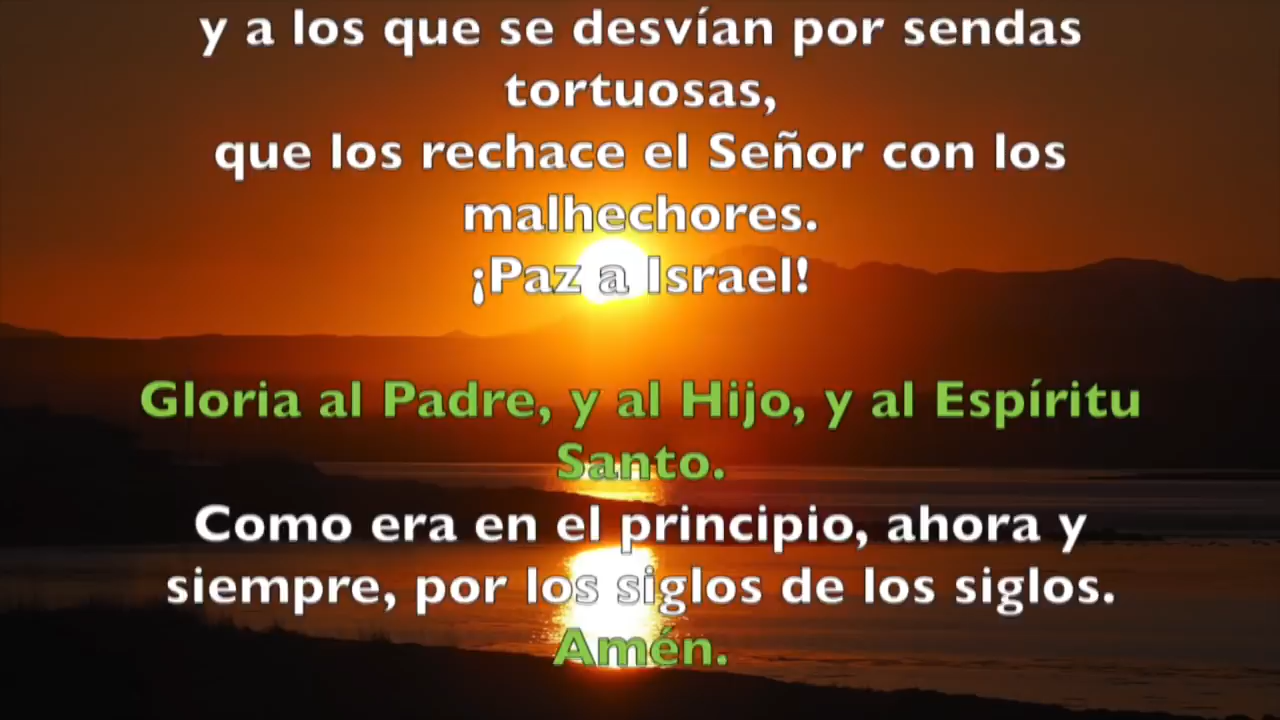 y a los que se desvían por sendas
tortuosas,
que los rechace el Señor con los
malhechores.
¡Paz a Israel!
Gloria al Padre, y al Hijo, y al Espíritu
Santo.
Como era en el principio, ahora y
siempre, por los siglos de los siglos.
Amén.